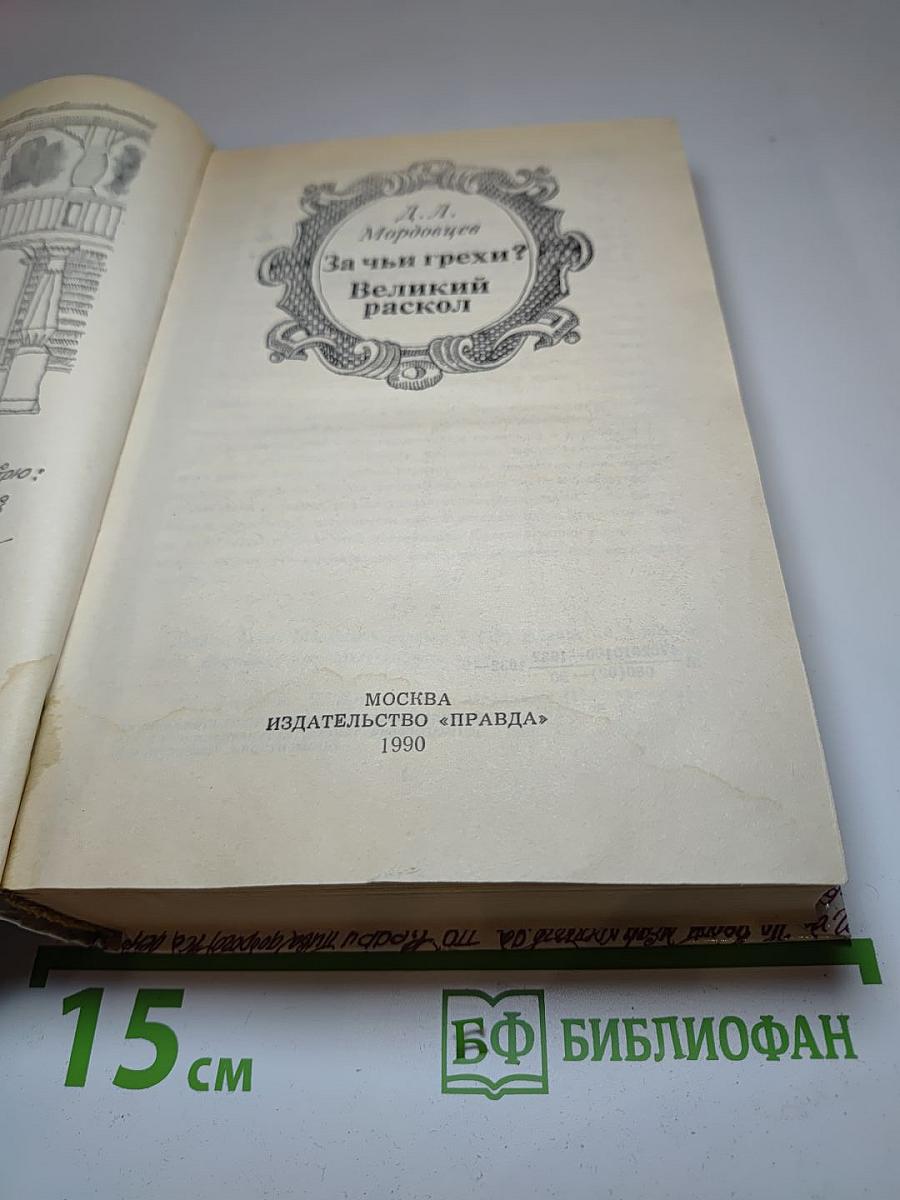 Д. Л.
Мордовцев
За чьи грехи?
Великий
раскол
МОСКВА
ИЗДАТЕЛЬСТВО «ПРАВДА»
1990
15 см
БФ БИБЛИОФАН